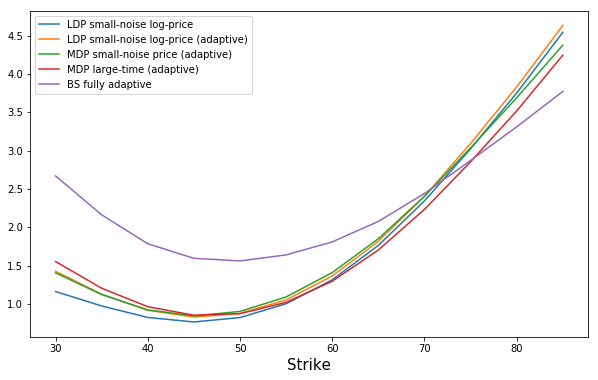 LDP small-noise log-price
LDP small-noise log-price (adaptive)
MDP small-noise price (adaptive)
MDP large-time (adaptive)
BS fully adaptive
4.5
4.0
3.5
3.0
2.5
2.0
1.5
1.0
30 40 50 60 70 80
Strike